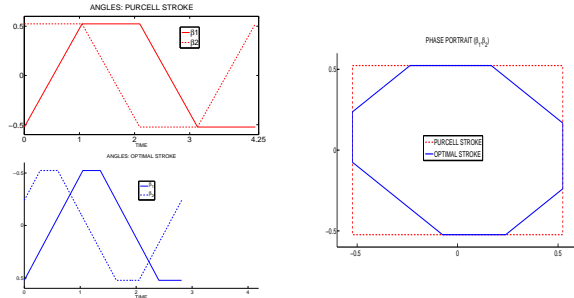 ANGLES: PURCELL STROKE
0.5
0
−0.5
β1
β2
0 1 2 3 4.25
TIME
ANGLES: OPTIMAL STROKE
−0.5
0
0.5
β₁
β₂
0 1 2 3 4
TIME
PHASE PORTRAIT (β₁,β₂)
0.5
0
−0.5
PURCELL STROKE
OPTIMAL STROKE
−0.5 0 0.5